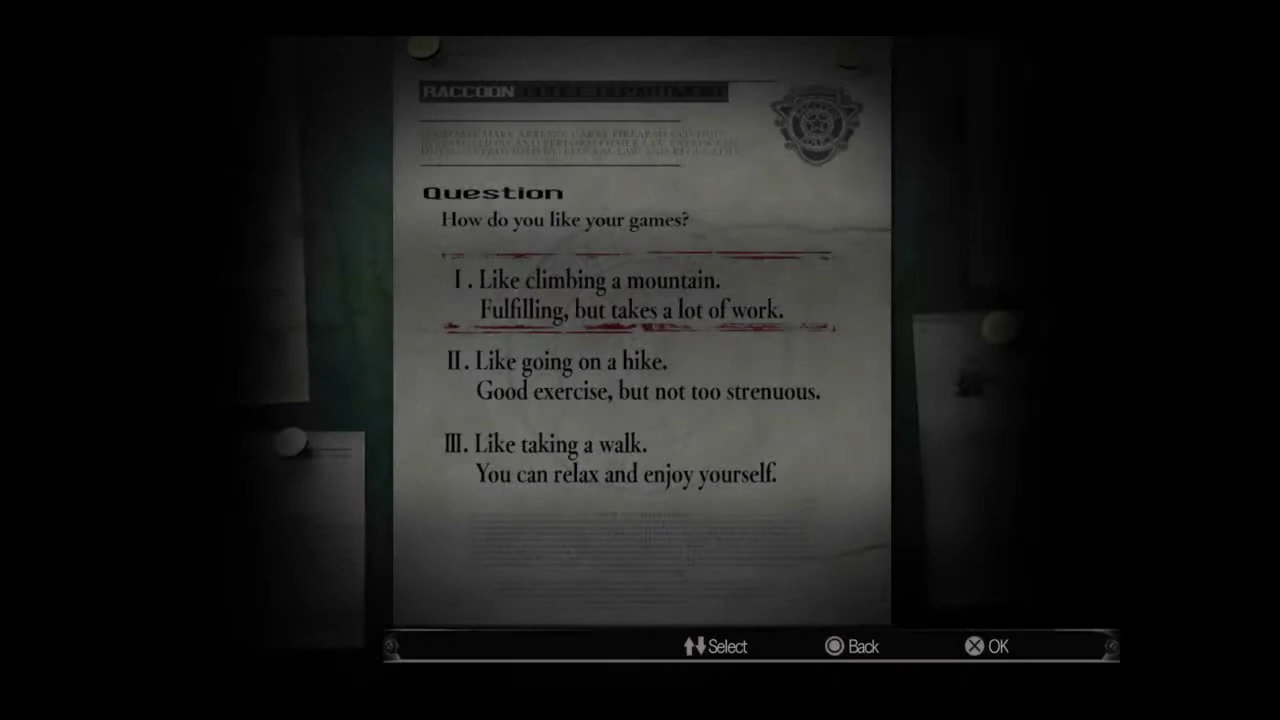 RACCOON POLICE DEPARTMENT
Question
How do you like your games?
I. Like climbing a mountain.
Fulfilling, but takes a lot of work.
II. Like going on a hike.
Good exercise, but not too strenuous.
III. Like taking a walk.
You can relax and enjoy yourself.
Select Back OK